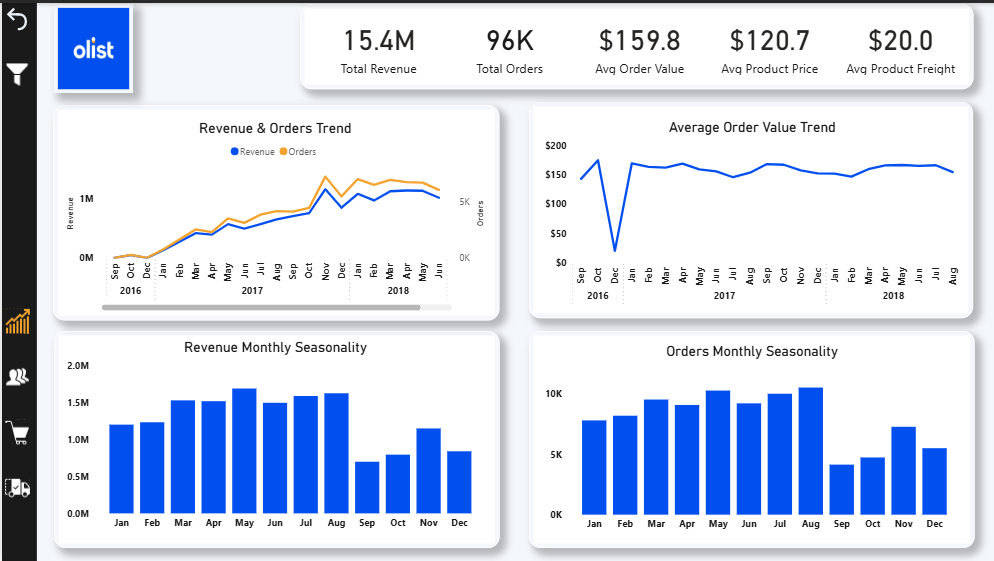 olist
15.4M 96K $159.8 $120.7 $20.0
Total Revenue Total Orders Avg Order Value Avg Product Price Avg Product Freight
Revenue & Orders Trend
Revenue Orders
Revenue
1M
0M
5K
0K
Orders
Sep Oct Dec Jan Feb Mar Apr May Jun Jul Aug Sep Oct Nov Dec Jan Feb Mar Apr May Jun
2016 2017 2018
Average Order Value Trend
$200
$150
$100
$50
$0
Sep Oct Dec Jan Feb Mar Apr May Jun Jul Aug Sep Oct Nov Dec Jan Feb Mar Apr May Jun Jul Aug
2016 2017 2018
Revenue Monthly Seasonality
2.0M
1.5M
1.0M
0.5M
0.0M
Jan Feb Mar Apr May Jun Jul Aug Sep Oct Nov Dec
Orders Monthly Seasonality
10K
5K
0K
Jan Feb Mar Apr May Jun Jul Aug Sep Oct Nov Dec